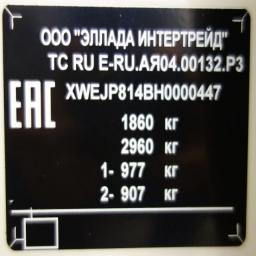 ООО "ЭЛЛАДА ИНТЕРТРЕЙД"
ТС RU E-RU.АЯ04.00132.Р3
EAC
XWEJP814BH0000447
1860 кг
2960 кг
1- 977 кг
2- 907 кг